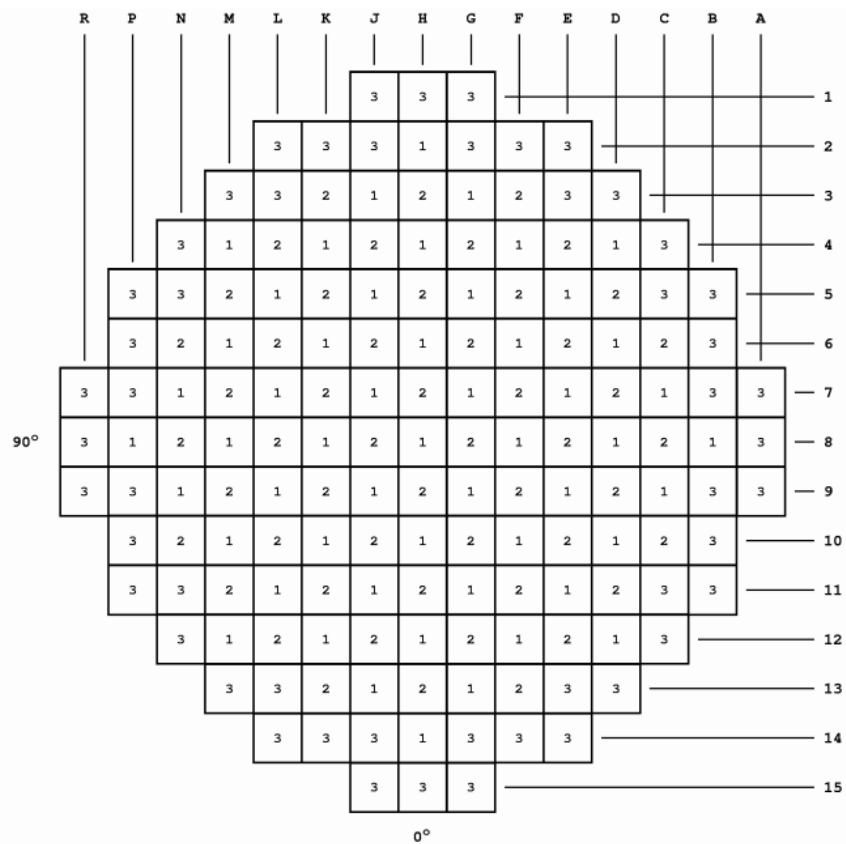 R P N M L K J H G F E D C B A
3 3 3 1
3 3 3 1 3 3 3 2
3 3 2 1 2 1 2 3 3 3
3 1 2 1 2 1 2 1 2 1 3 4
3 3 2 1 2 1 2 1 2 1 2 3 3 5
3 2 1 2 1 2 1 2 1 2 1 2 3 6
3 3 1 2 1 2 1 2 1 2 1 2 1 3 3 7
90° 3 1 2 1 2 1 2 1 2 1 2 1 2 1 3 8
3 3 1 2 1 2 1 2 1 2 1 2 1 3 3 9
3 2 1 2 1 2 1 2 1 2 1 2 3 10
3 3 2 1 2 1 2 1 2 1 2 3 3 11
3 1 2 1 2 1 2 1 2 1 3 12
3 3 2 1 2 1 2 3 3 13
3 3 3 1 3 3 3 14
3 3 3 15
0°